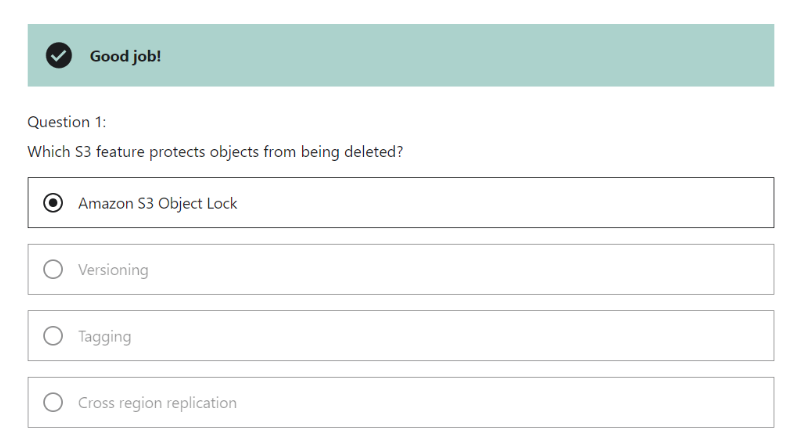 Good job!
Question 1:
Which S3 feature protects objects from being deleted?
Amazon S3 Object Lock
Versioning
Tagging
Cross region replication